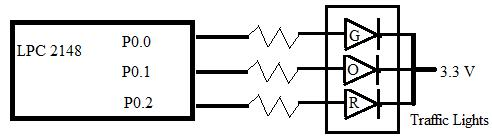 P0.0
G
LPC 2148
P0.1
O
3.3 V
P0.2
R
Traffic Lights